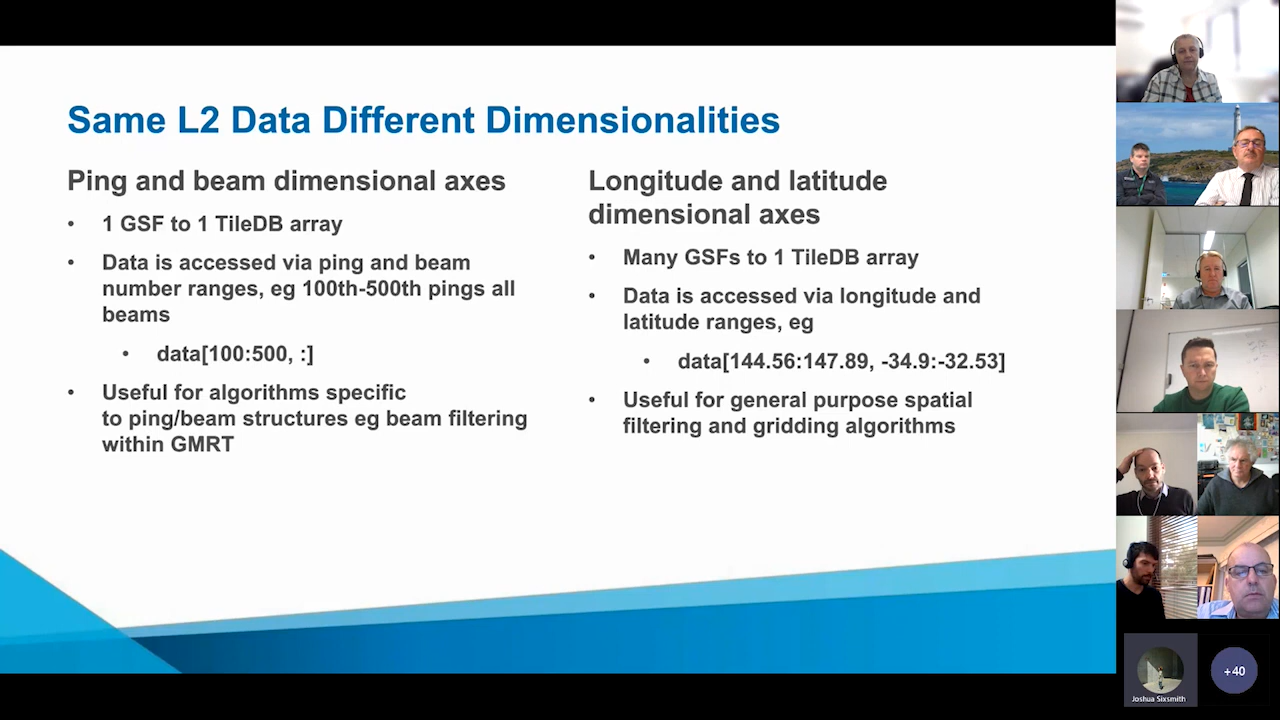 Same L2 Data Different Dimensionalities
Ping and beam dimensional axes
• 1 GSF to 1 TileDB array
• Data is accessed via ping and beam
number ranges, eg 100th-500th pings all
beams
• data[100:500, :]
• Useful for algorithms specific
to ping/beam structures eg beam filtering
within GMRT
Longitude and latitude
dimensional axes
• Many GSFs to 1 TileDB array
• Data is accessed via longitude and
latitude ranges, eg
• data[144.56:147.89, -34.9:-32.53]
• Useful for general purpose spatial
filtering and gridding algorithms
Joshua Sixsmith
+40